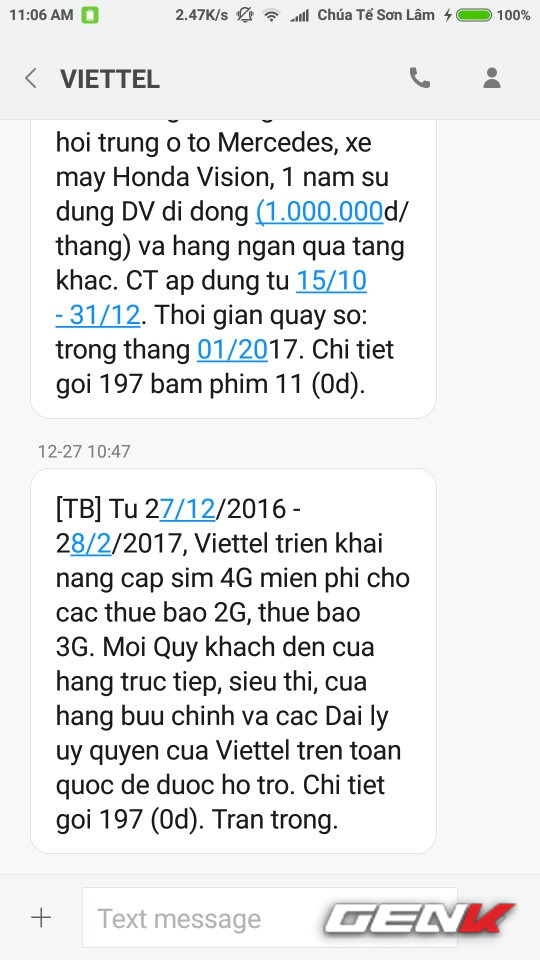 11:06 AM 2.47K/s Chúa Tể Sơn Lâm 100%
VIETTEL
hoi trung o to Mercedes, xe
may Honda Vision, 1 nam su
dung DV di dong (1.000.000d/
thang) va hang ngan qua tang
khac. CT ap dung tu 15/10
- 31/12. Thoi gian quay so:
trong thang 01/2017. Chi tiet
goi 197 bam phim 11 (0d).
12-27 10:47
[TB] Tu 27/12/2016 -
28/2/2017, Viettel trien khai
nang cap sim 4G mien phi cho
cac thue bao 2G, thue bao
3G. Moi Quy khach den cua
hang truc tiep, sieu thi, cua
hang buu chinh va cac Dai ly
uy quyen cua Viettel tren toan
quoc de duoc ho tro. Chi tiet
goi 197 (0d). Tran trong.
Text message
GENK